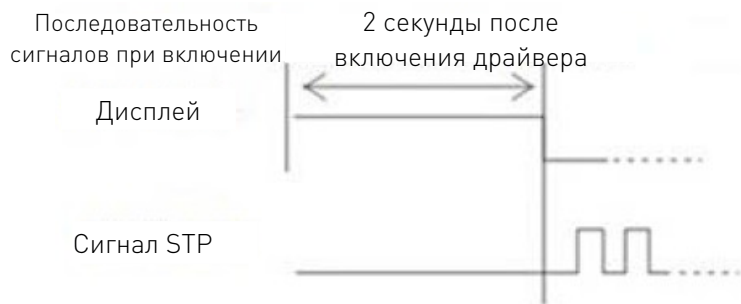 Последовательность
сигналов при включении
2 секунды после
включения драйвера
Дисплей
Сигнал STP